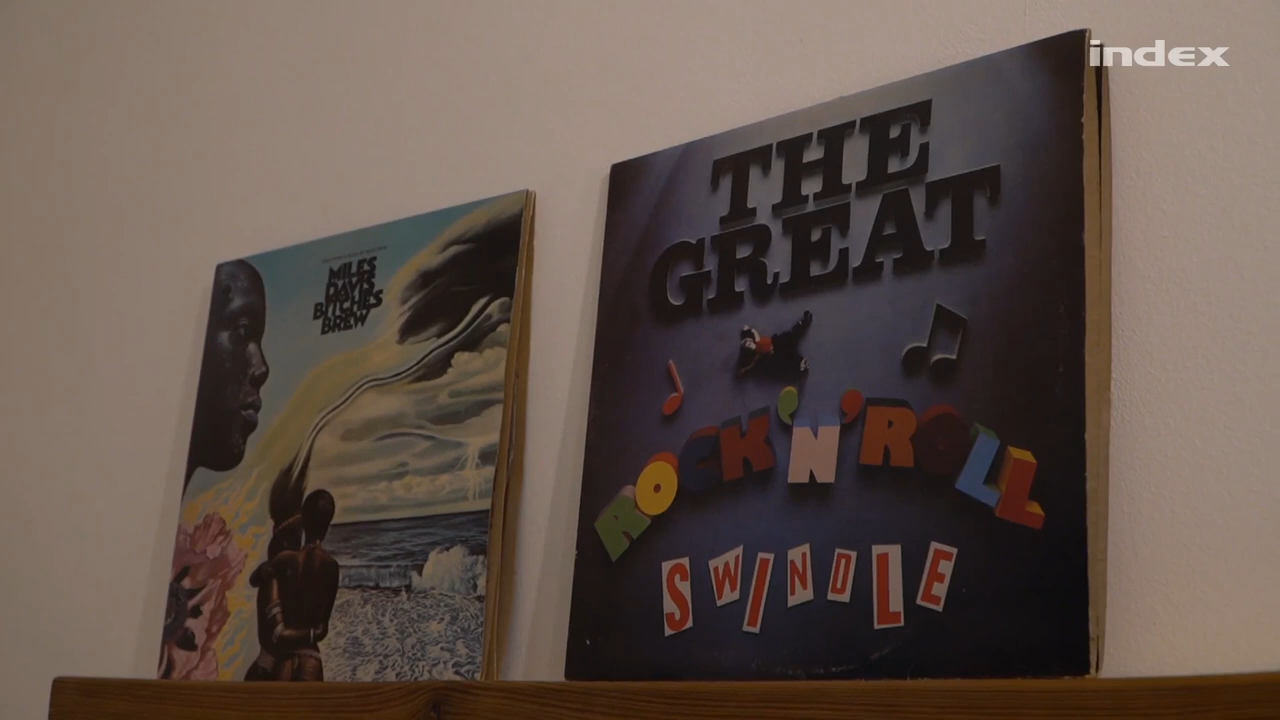 index
MILES
DAVIS
BITCHES
BREW
THE
GREAT
ROCK'N'ROLL
SWINDLE